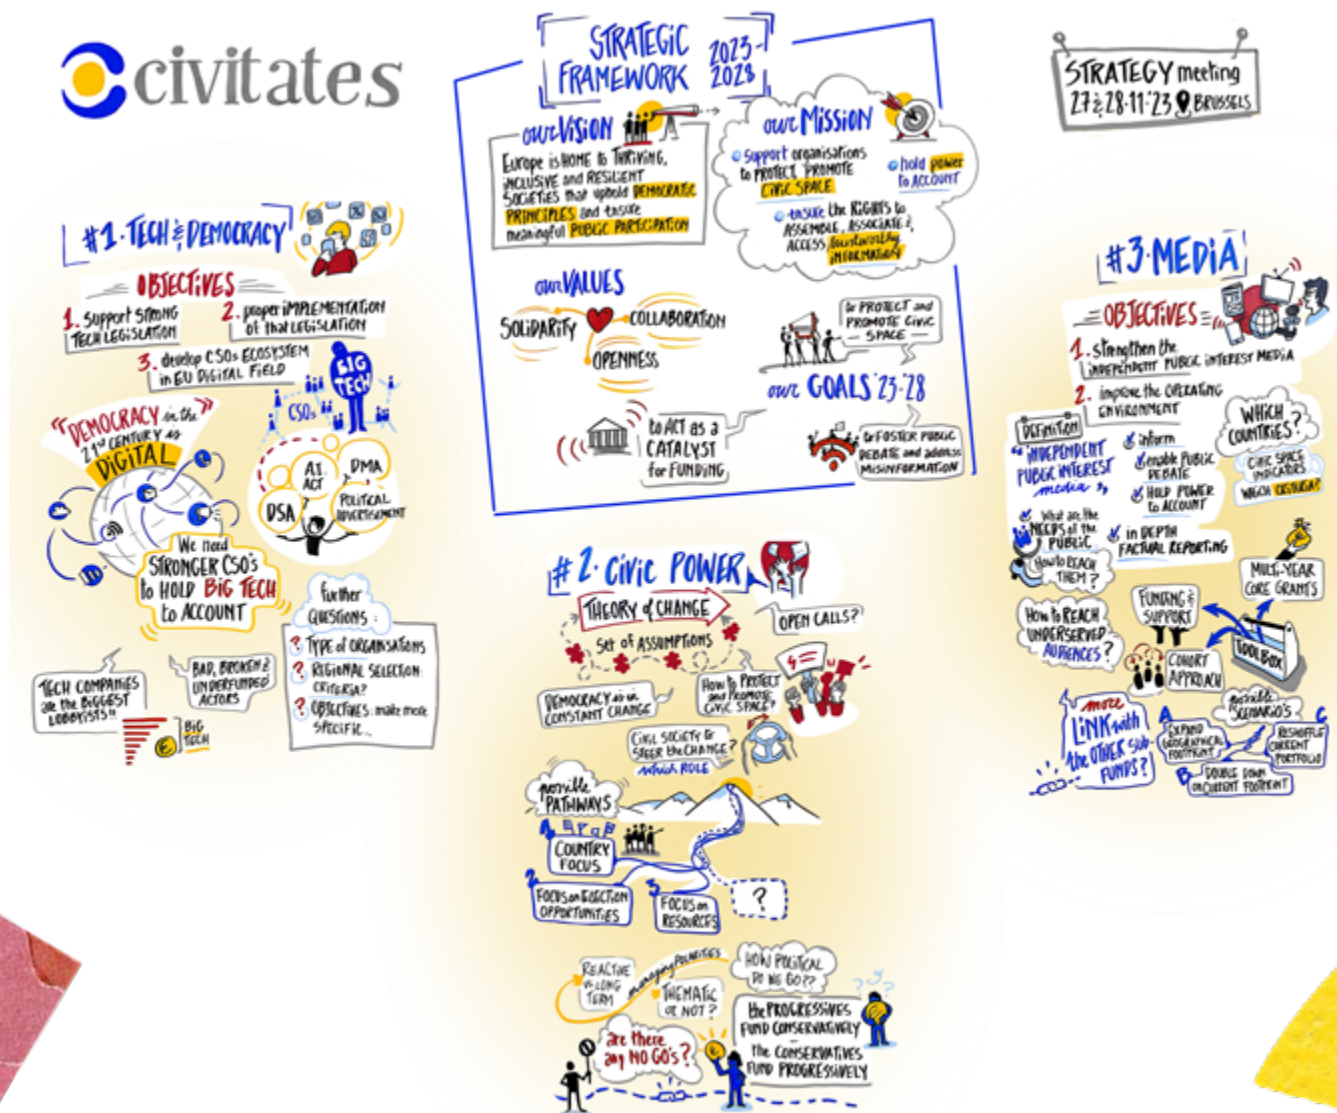 civitates
STRATEGIC
FRAMEWORK
2023-
2028
STRATEGY meeting
27 & 28·11·'23 BRUSSELS
our VISION
Europe is HOME to THRIVING,
INCLUSIVE and RESILIENT
SOCIETIES that uphold DEMOCRATIC
PRINCIPLES and ensure
meaningful PUBLIC PARTICIPATION
our MISSION
support organisations
to PROTECT, PROMOTE
CIVIC SPACE
hold power
to ACCOUNT
ensure the RIGHTS to
ASSEMBLE, ASSOCIATE &
ACCESS trustworthy
INFORMATION
our VALUES
SOLIDARITY
COLLABORATION
OPENNESS
to PROTECT and
PROMOTE CIVIC
SPACE
our GOALS '23-28
to ACT as a
CATALYST
for FUNDING
to FOSTER PUBLIC
DEBATE and address
MISINFORMATION
#1. TECH & DEMOCRACY
OBJECTIVES
1. support STRONG
TECH LEGISLATION
2. proper IMPLEMENTATION
of that LEGISLATION
3. develop CSOs ECOSYSTEM
in EU DIGITAL FIELD
BIG
TECH
CSOs
"DEMOCRACY in the
21st CENTURY is
DIGITAL"
A.I.
ACT
DMA
DSA
POLITICAL
ADVERTISEMENT
We need
STRONGER CSO's
to HOLD BIG TECH
to ACCOUNT
further
QUESTIONS:
? TYPE of ORGANISATIONS
? REGIONAL SELECTION:
CRITERIA?
? OBJECTIVES: make more
SPECIFIC...
TECH COMPANIES
are the BIGGEST
LOBBYISTS!!
BAD, BROKEN &
UNDERFUNDED
ACTORS
€
BIG
TECH
#2. CIVIC POWER
THEORY of CHANGE
SET of ASSUMPTIONS
OPEN CALLS?
DEMOCRACY is in
CONSTANT CHANGE
HOW to PROTECT
and PROMOTE
CIVIC SPACE?
CIVIL SOCIETY to
STEER the CHANGE?
which ROLE
possible
PATHWAYS
1
COUNTRY
FOCUS
2
FOCUS on ELECTION
OPPORTUNITIES
3
FOCUS on
RESOURCES
?
REACTIVE
vs LONG
TERM
managing POLARITIES
THEMATIC
or NOT?
HOW POLITICAL
DO WE GO??
the PROGRESSIVES
FUND CONSERVATIVELY
the CONSERVATIVES
FUND PROGRESSIVELY
are there
any NO GO's?
#3. MEDIA
OBJECTIVES
1. strengthen the
INDEPENDENT PUBLIC INTEREST MEDIA
2. improve the OPERATING
ENVIRONMENT
DEFINITION
"INDEPENDENT
PUBLIC INTEREST
media"
inform
enable PUBLIC
DEBATE
HOLD POWER
to ACCOUNT
in DEPTH
FACTUAL REPORTING
WHICH
COUNTRIES?
CIVIC SPACE
INDICATORS
WHICH CRITERIA?
What are the
NEEDS of the
PUBLIC
HOW to REACH
THEM?
How to REACH
UNDERSERVED
AUDIENCES?
FUNDING &
SUPPORT
MULTI-YEAR
CORE GRANTS
COHORT
APPROACH
TOOLBOX
more
LINK with
the OTHER SUB-
FUNDS?
possible
SCENARIO'S
A
EXPAND
GEOGRAPHICAL
FOOTPRINT
B
DOUBLE DOWN
on CURRENT FOOTPRINT
C
RESHUFFLE
CURRENT
PORTFOLIO